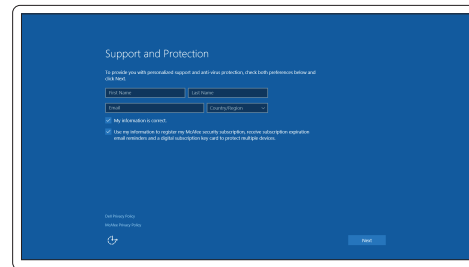 Support and Protection
To provide you with personalized support and anti-virus protection, check both preferences below and
click Next.
First Name Last Name
Email Country/Region
My information is correct.
Use my information to register my McAfee security subscription, receive subscription expiration
email reminders and a digital subscription key card to protect multiple devices.
Dell Privacy Policy
McAfee Privacy Policy
Next